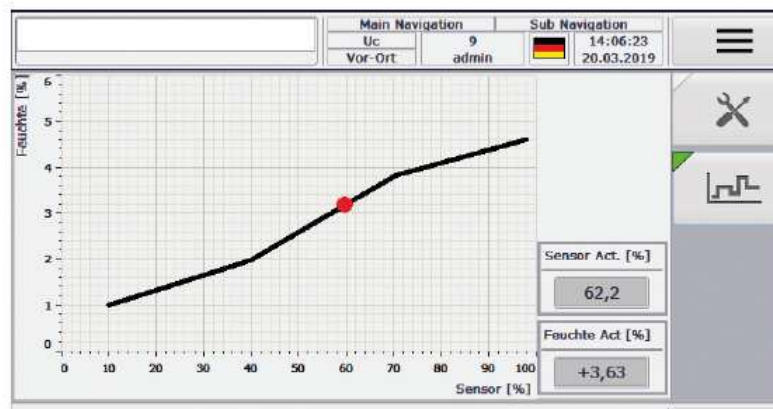 Main Navigation
Sub Navigation
Uc
9
14:06:23
Vor-Ort
admin
20.03.2019
Feuchte [%]
6
5
4
3
2
1
0
0 10 20 30 40 50 60 70 80 90 100
Sensor [%]
Sensor Act. [%]
62,2
Feuchte Act [%]
+3,63